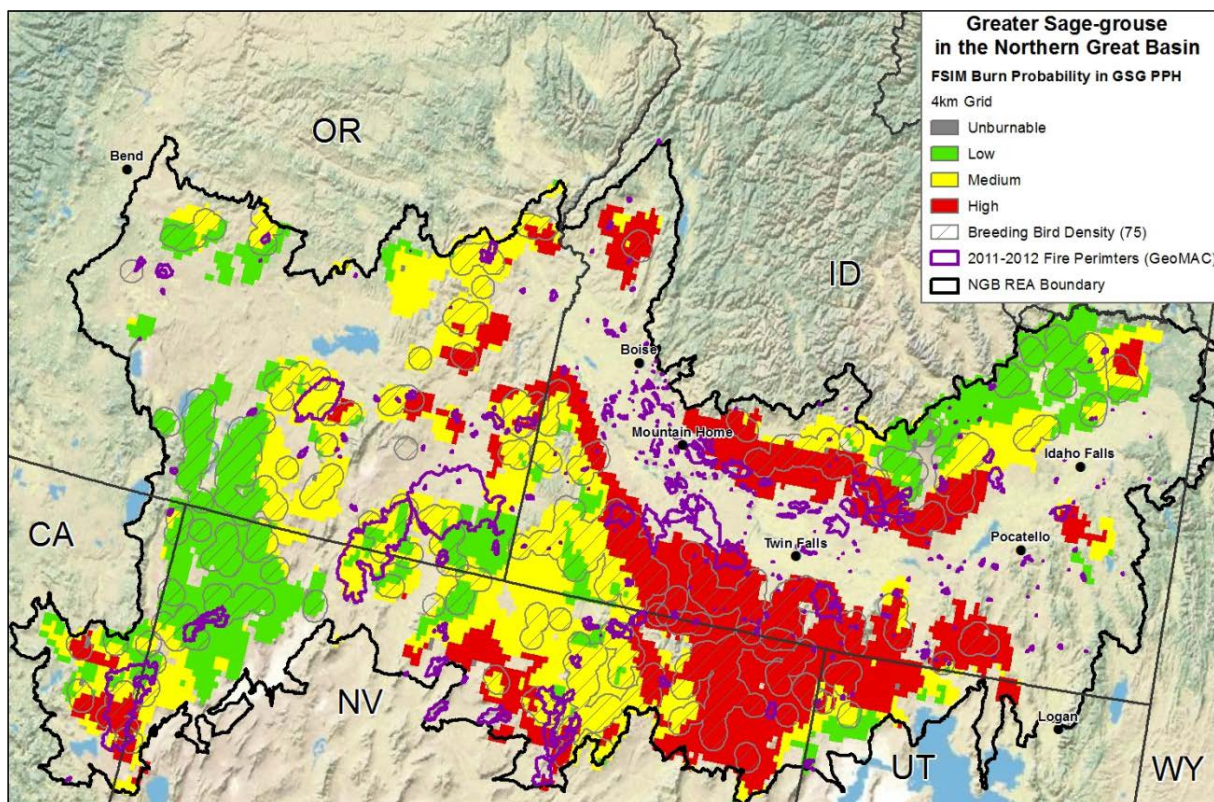 Greater Sage-grouse
in the Northern Great Basin
FSIM Burn Probability in GSG PPH
4km Grid
Unburnable
Low
Medium
High
Breeding Bird Density (75)
2011-2012 Fire Perimters (GeoMAC)
NGB REA Boundary
OR
Bend
ID
Boise
Mountain Home
Idaho Falls
CA
Twin Falls
Pocatello
NV
Logan
UT
WY